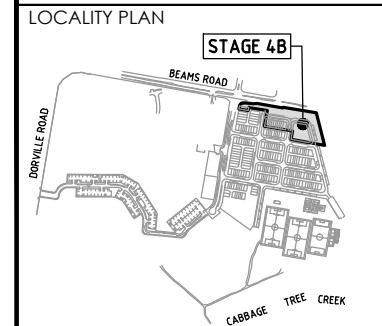 LOCALITY PLAN
STAGE 4B
BEAMS ROAD
DORVILLE ROAD
CABBAGE TREE CREEK